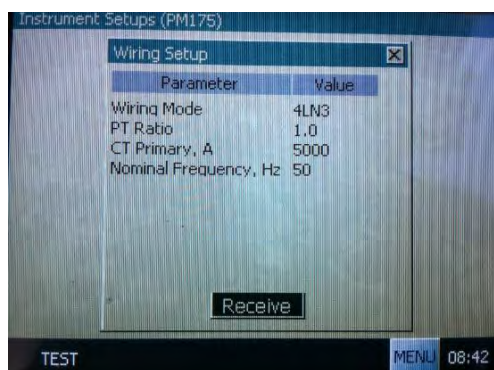 Instrument Setups (PM175)
Wiring Setup
Parameter Value
Wiring Mode 4LN3
PT Ratio 1.0
CT Primary, A 5000
Nominal Frequency, Hz 50
Receive
TEST MENU 08:42